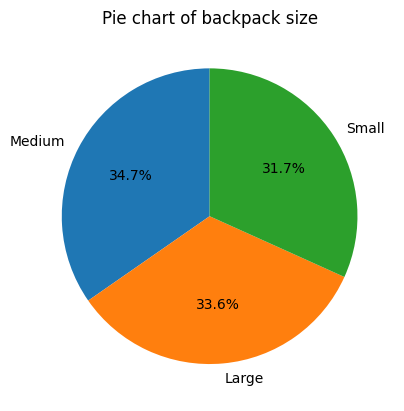 Pie chart of backpack size
Medium
34.7%
Small
31.7%
33.6%
Large